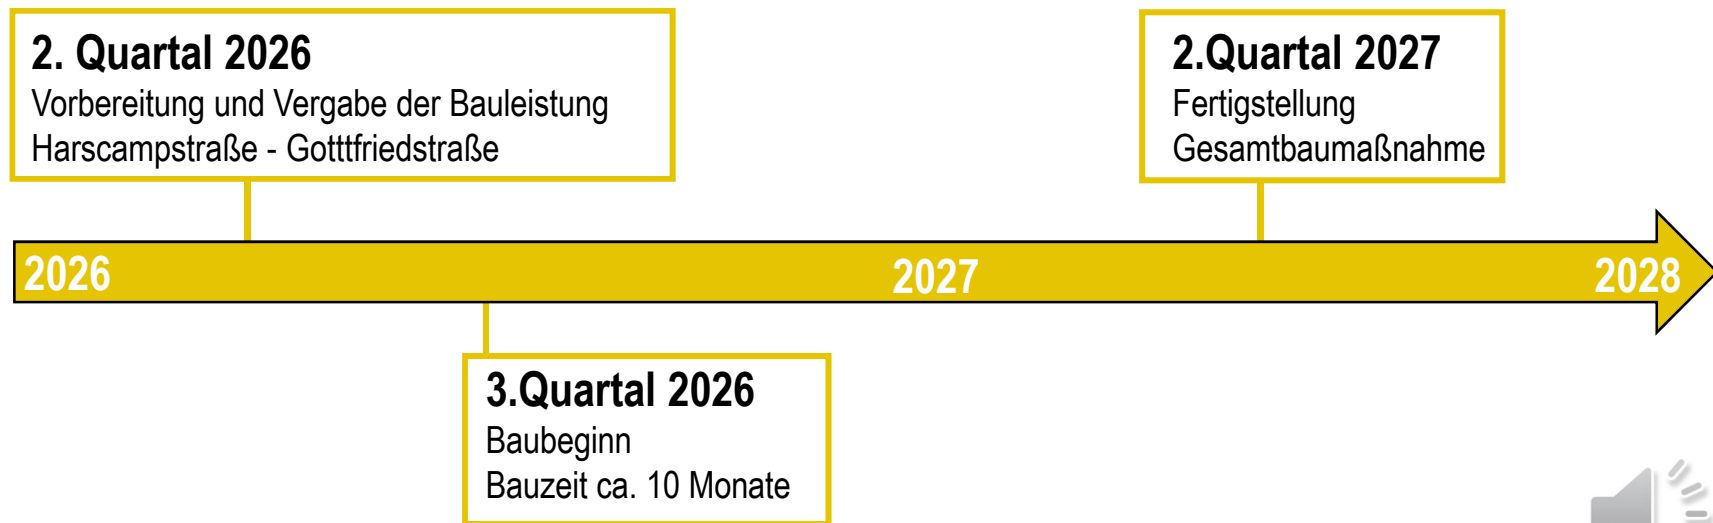 2. Quartal 2026
Vorbereitung und Vergabe der Bauleistung
Harscampstraße - Gotttfriedstraße
2.Quartal 2027
Fertigstellung
Gesamtbaumaßnahme
2026
2027
2028
3.Quartal 2026
Baubeginn
Bauzeit ca. 10 Monate